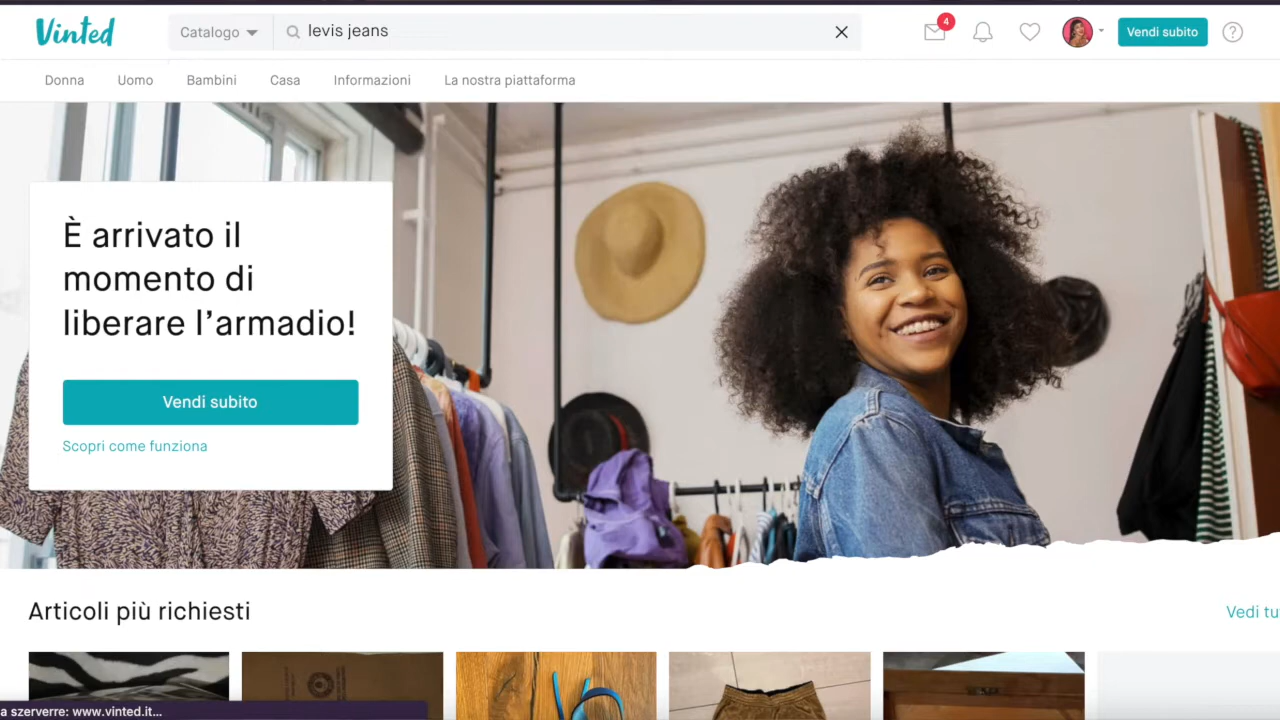 Vinted
Catalogo
levis jeans
4
Vendi subito
?
Donna
Uomo
Bambini
Casa
Informazioni
La nostra piattaforma
È arrivato il
momento di
liberare l'armadio!
Vendi subito
Scopri come funziona
Articoli più richiesti
Vedi tu
a szerverre: www.vinted.it...